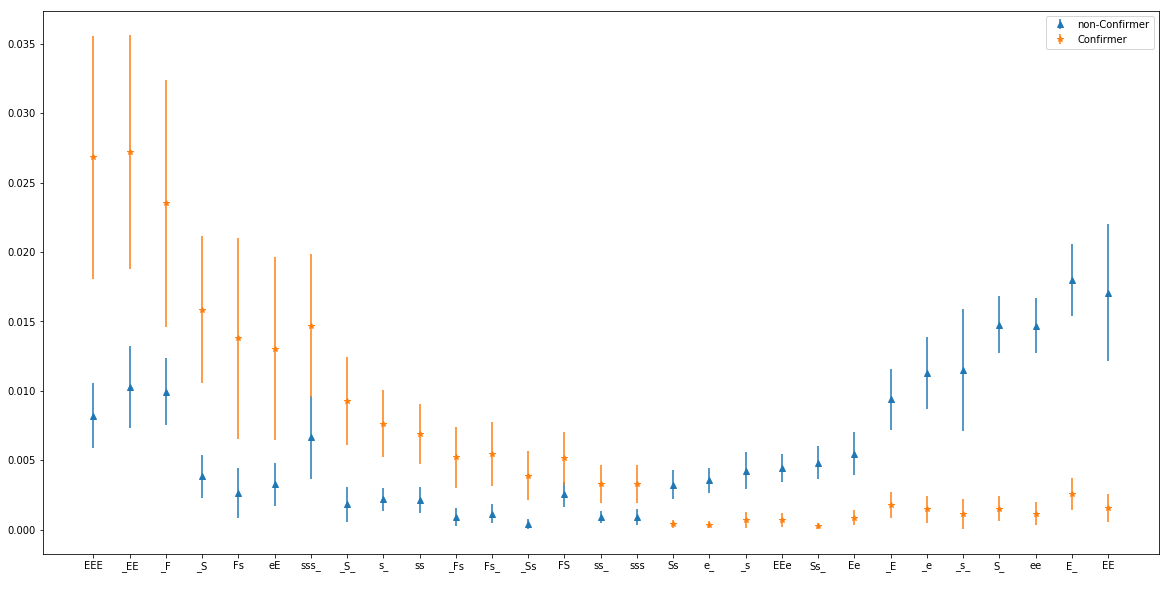 non-Confirmer
Confirmer
0.035
0.030
0.025
0.020
0.015
0.010
0.005
0.000
EEE _EE _F _S Fs eE sss_ _S_ s_ ss _Fs Fs_ _Ss FS ss_ sss Ss e_ _s EEe Ss_ Ee _E _e _s_ S_ ee E_ EE